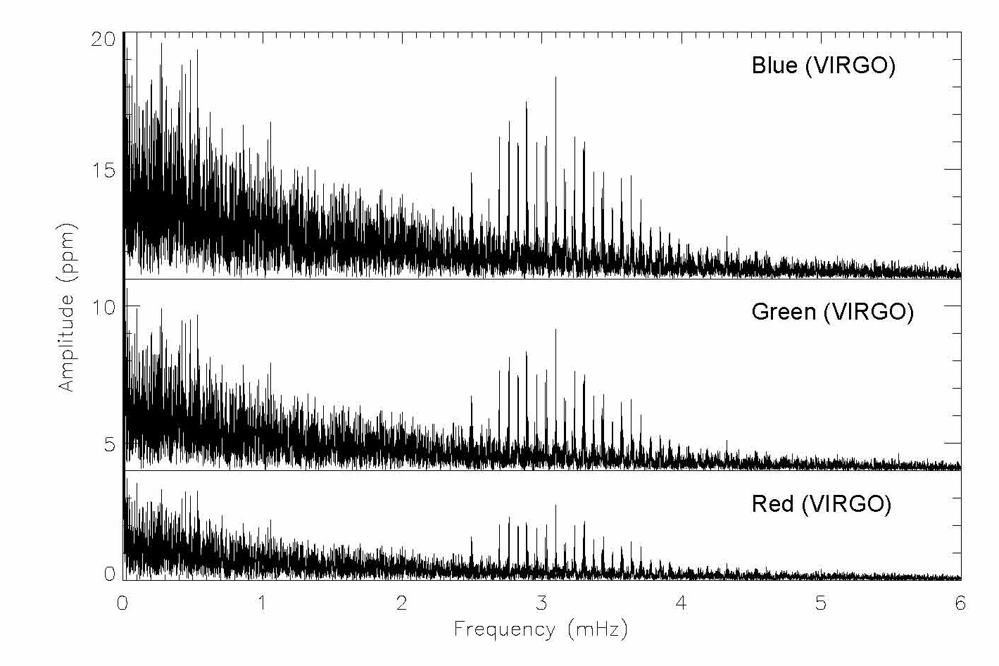 20
Blue (VIRGO)
15
Amplitude (ppm)
10
Green (VIRGO)
5
Red (VIRGO)
0
0 1 2 3 4 5 6
Frequency (mHz)